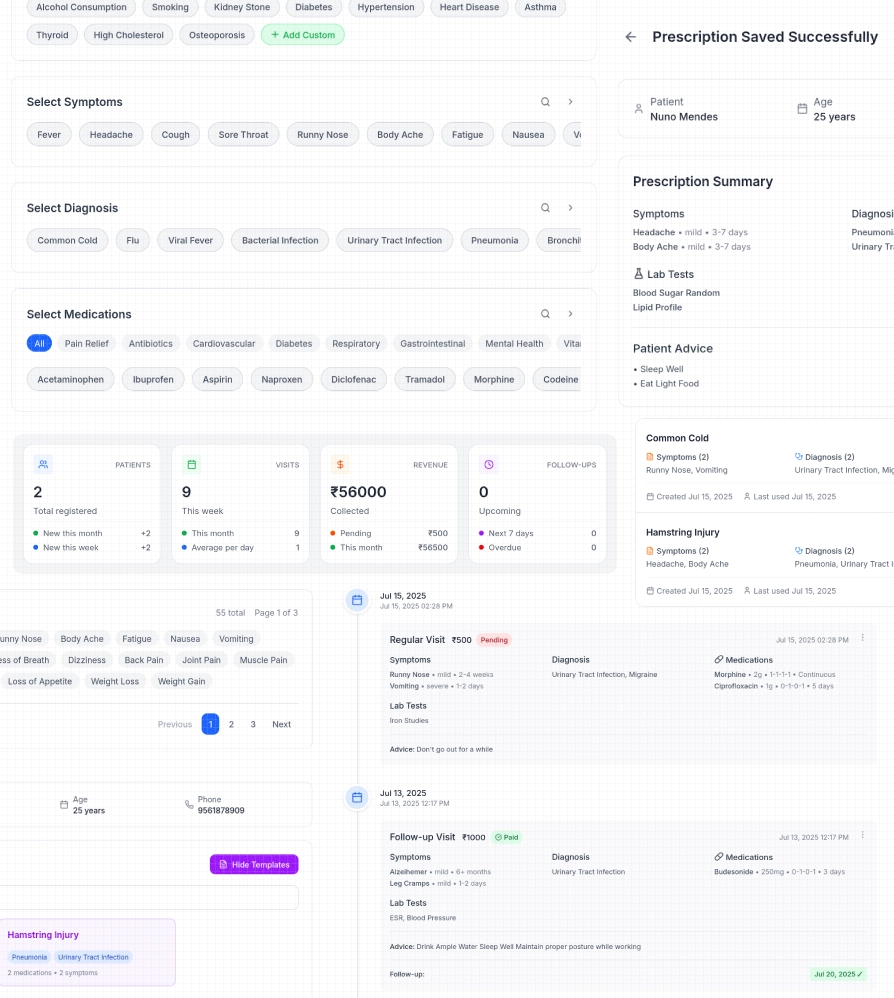 Alcohol Consumption Smoking Kidney Stone Diabetes Hypertension Heart Disease Asthma
Thyroid High Cholesterol Osteoporosis + Add Custom
Select Symptoms
Fever Headache Cough Sore Throat Runny Nose Body Ache Fatigue Nausea
Select Diagnosis
Common Cold Flu Viral Fever Bacterial Infection Urinary Tract Infection Pneumonia
Select Medications
All Pain Relief Antibiotics Cardiovascular Diabetes Respiratory Gastrointestinal Mental Health
Acetaminophen Ibuprofen Aspirin Naproxen Diclofenac Tramadol Morphine Codeine
PATIENTS
2
Total registered
New this month +2
New this week +2
VISITS
9
This week
This month 9
Average per day 1
REVENUE
₹56000
Collected
Pending ₹500
This month ₹56500
FOLLOW-UPS
0
Upcoming
Next 7 days 0
Overdue 0
Prescription Saved Successfully
Patient
Nuno Mendes
Age
25 years
Prescription Summary
Symptoms
Headache • mild • 3-7 days
Body Ache • mild • 3-7 days
Lab Tests
Blood Sugar Random
Lipid Profile
Patient Advice
• Sleep Well
• Eat Light Food
Common Cold
Symptoms (2) Diagnosis (2)
Runny Nose, Vomiting Urinary Tract Infection,
Created Jul 15, 2025 Last used Jul 15, 2025
Hamstring Injury
Symptoms (2) Diagnosis (2)
Headache, Body Ache Pneumonia, Urinary Tract
Created Jul 15, 2025 Last used Jul 15, 2025
55 total Page 1 of 3
unny Nose Body Ache Fatigue Nausea Vomiting
ess of Breath Dizziness Back Pain Joint Pain Muscle Pain
Loss of Appetite Weight Loss Weight Gain
Previous 1 2 3 Next
Age
25 years
Phone
9561878909
Hide Templates
Hamstring Injury
Pneumonia Urinary Tract Infection
2 medications • 2 symptoms
Jul 15, 2025
Jul 15, 2025 02:28 PM
Regular Visit ₹500 Pending Jul 15, 2025 02:28 PM
Symptoms Diagnosis Medications
Runny Nose • mild • 2-4 weeks Urinary Tract Infection, Migraine Morphine • 2g • 1-1-1-1 • Continuous
Vomiting • severe • 1-2 days Ciprofloxacin • 1g • 0-1-0-1 • 5 days
Lab Tests
Iron Studies
Advice: Don't go out for a while
Jul 13, 2025
Jul 13, 2025 12:17 PM
Follow-up Visit ₹1000 Paid Jul 13, 2025 12:17 PM
Symptoms Diagnosis Medications
Alzeihemer • mild • 6+ months Urinary Tract Infection Budesonide • 250mg • 0-1-0-1 • 3 days
Leg Cramps • mild • 1-2 days
Lab Tests
ESR, Blood Pressure
Advice: Drink Ample Water Sleep Well Maintain proper posture while working
Follow-up: Jul 20, 2025 ✓